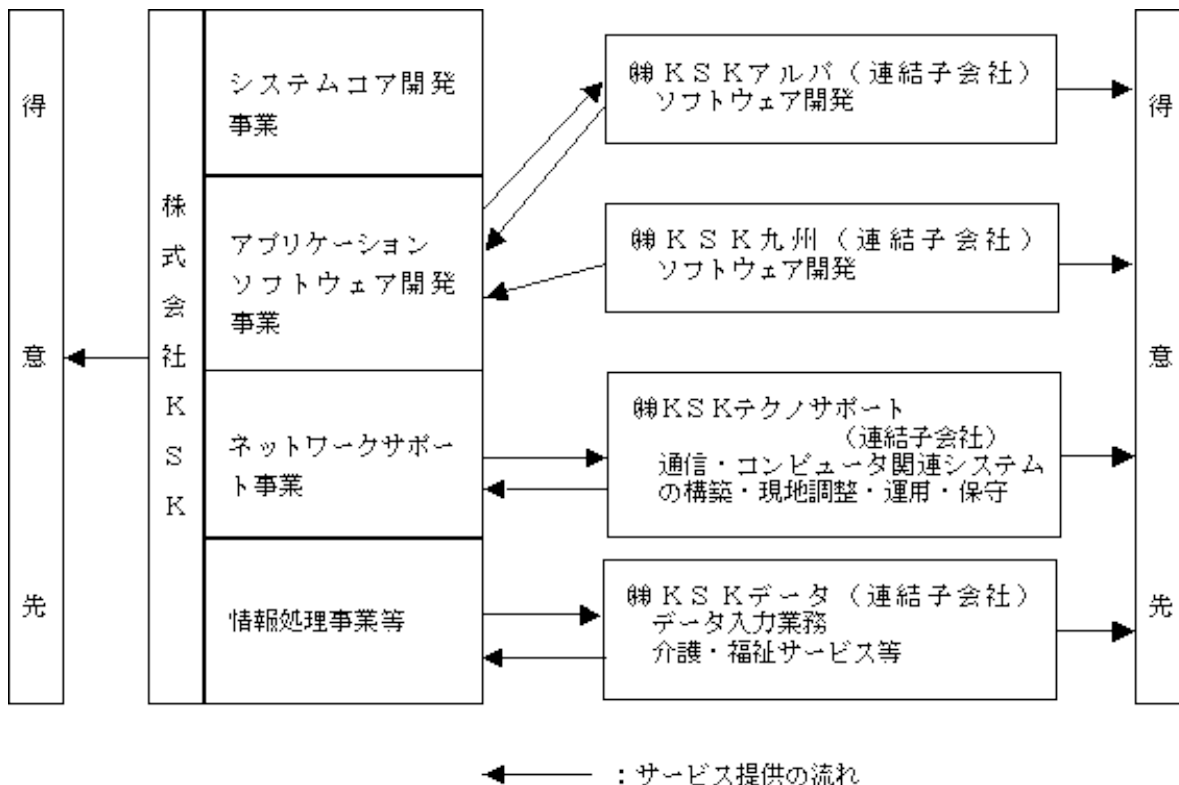 得意先
株式会社KSK
システムコア開発
事業
アプリケーション
ソフトウェア開発
事業
ネットワークサポー
ト事業
情報処理事業等
㈱KSKアルパ(連結子会社)
ソフトウェア開発
㈱KSK九州(連結子会社)
ソフトウェア開発
㈱KSKテクノサポート
(連結子会社)
通信・コンピュータ関連システム
の構築・現地調整・運用・保守
㈱KSKデータ(連結子会社)
データ入力業務
介護・福祉サービス等
得意先
:サービス提供の流れ